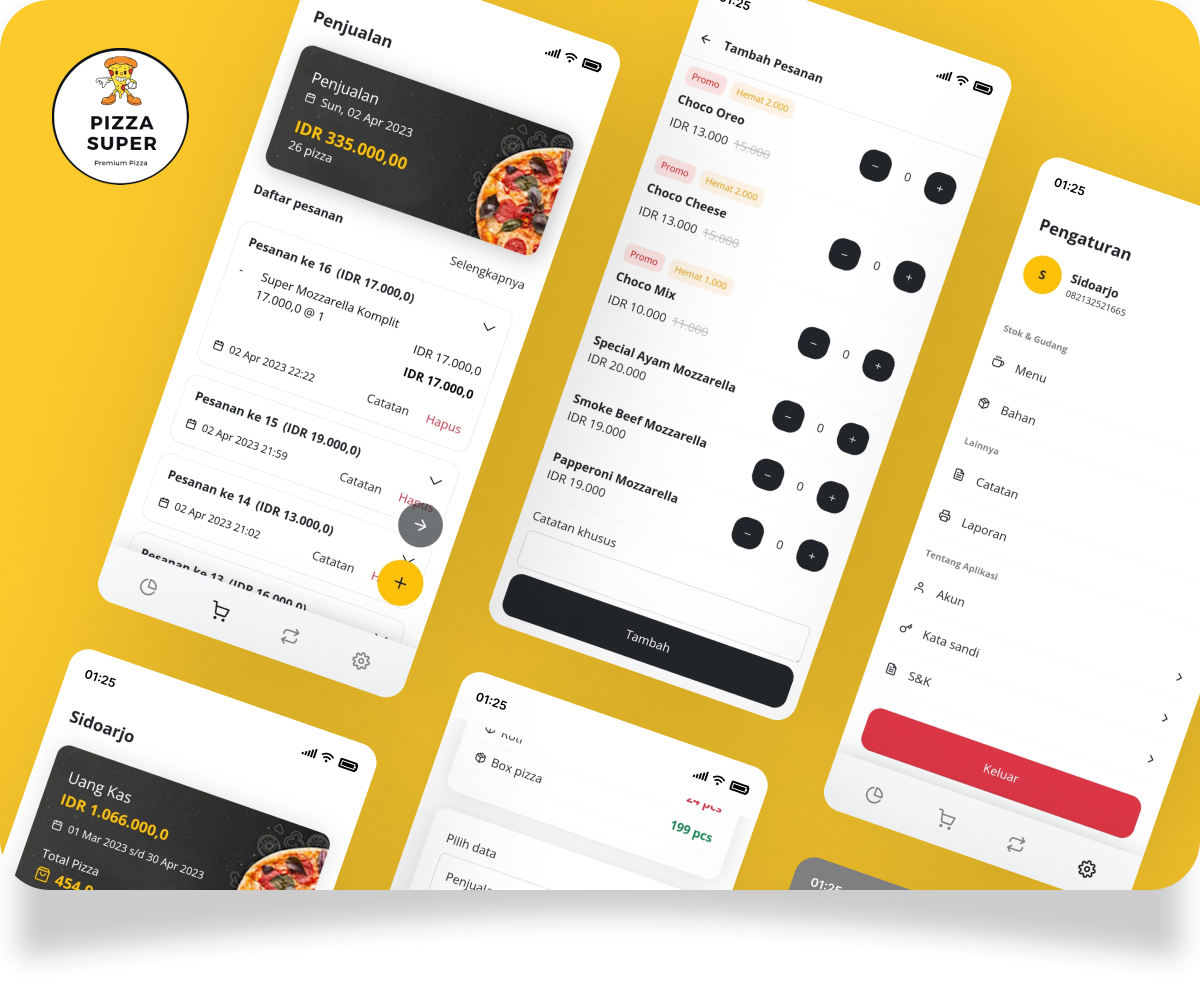 PIZZA
SUPER
Premium Pizza
Penjualan
Penjualan
Sun, 02 Apr 2023
IDR 335.000,00
26 pizza
Daftar pesanan
Selengkapnya
Pesanan ke 16 (IDR 17.000,0)
- Super Mozzarella Komplit
17.000,0 @ 1
IDR 17.000,0
IDR 17.000,0
02 Apr 2023 22:22
Catatan Hapus
Pesanan ke 15 (IDR 19.000,0)
02 Apr 2023 21:59
Catatan Hapus
Pesanan ke 14 (IDR 13.000,0)
02 Apr 2023 21:02
Catatan
Pesanan ke 13 (IDR 16.000,0)
01:25
Tambah Pesanan
Promo Hemat 2.000
Choco Oreo
IDR 13.000 15.000
− 0 +
Promo Hemat 2.000
Choco Cheese
IDR 13.000 15.000
− 0 +
Promo Hemat 1.000
Choco Mix
IDR 10.000 11.000
− 0 +
Special Ayam Mozzarella
IDR 20.000
− 0 +
Smoke Beef Mozzarella
IDR 19.000
− 0 +
Papperoni Mozzarella
IDR 19.000
− 0 +
Catatan khusus
Tambah
01:25
Pengaturan
S
Sidoarjo
082132521665
Stok & Gudang
Menu
Bahan
Lainnya
Catatan
Laporan
Tentang Aplikasi
Akun
Kata sandi
S&K
Keluar
01:25
Sidoarjo
Uang Kas
IDR 1.066.000,0
01 Mar 2023 s/d 30 Apr 2023
Total Pizza
01:25
Roti
24 pcs
Box pizza
199 pcs
Pilih data
01:25